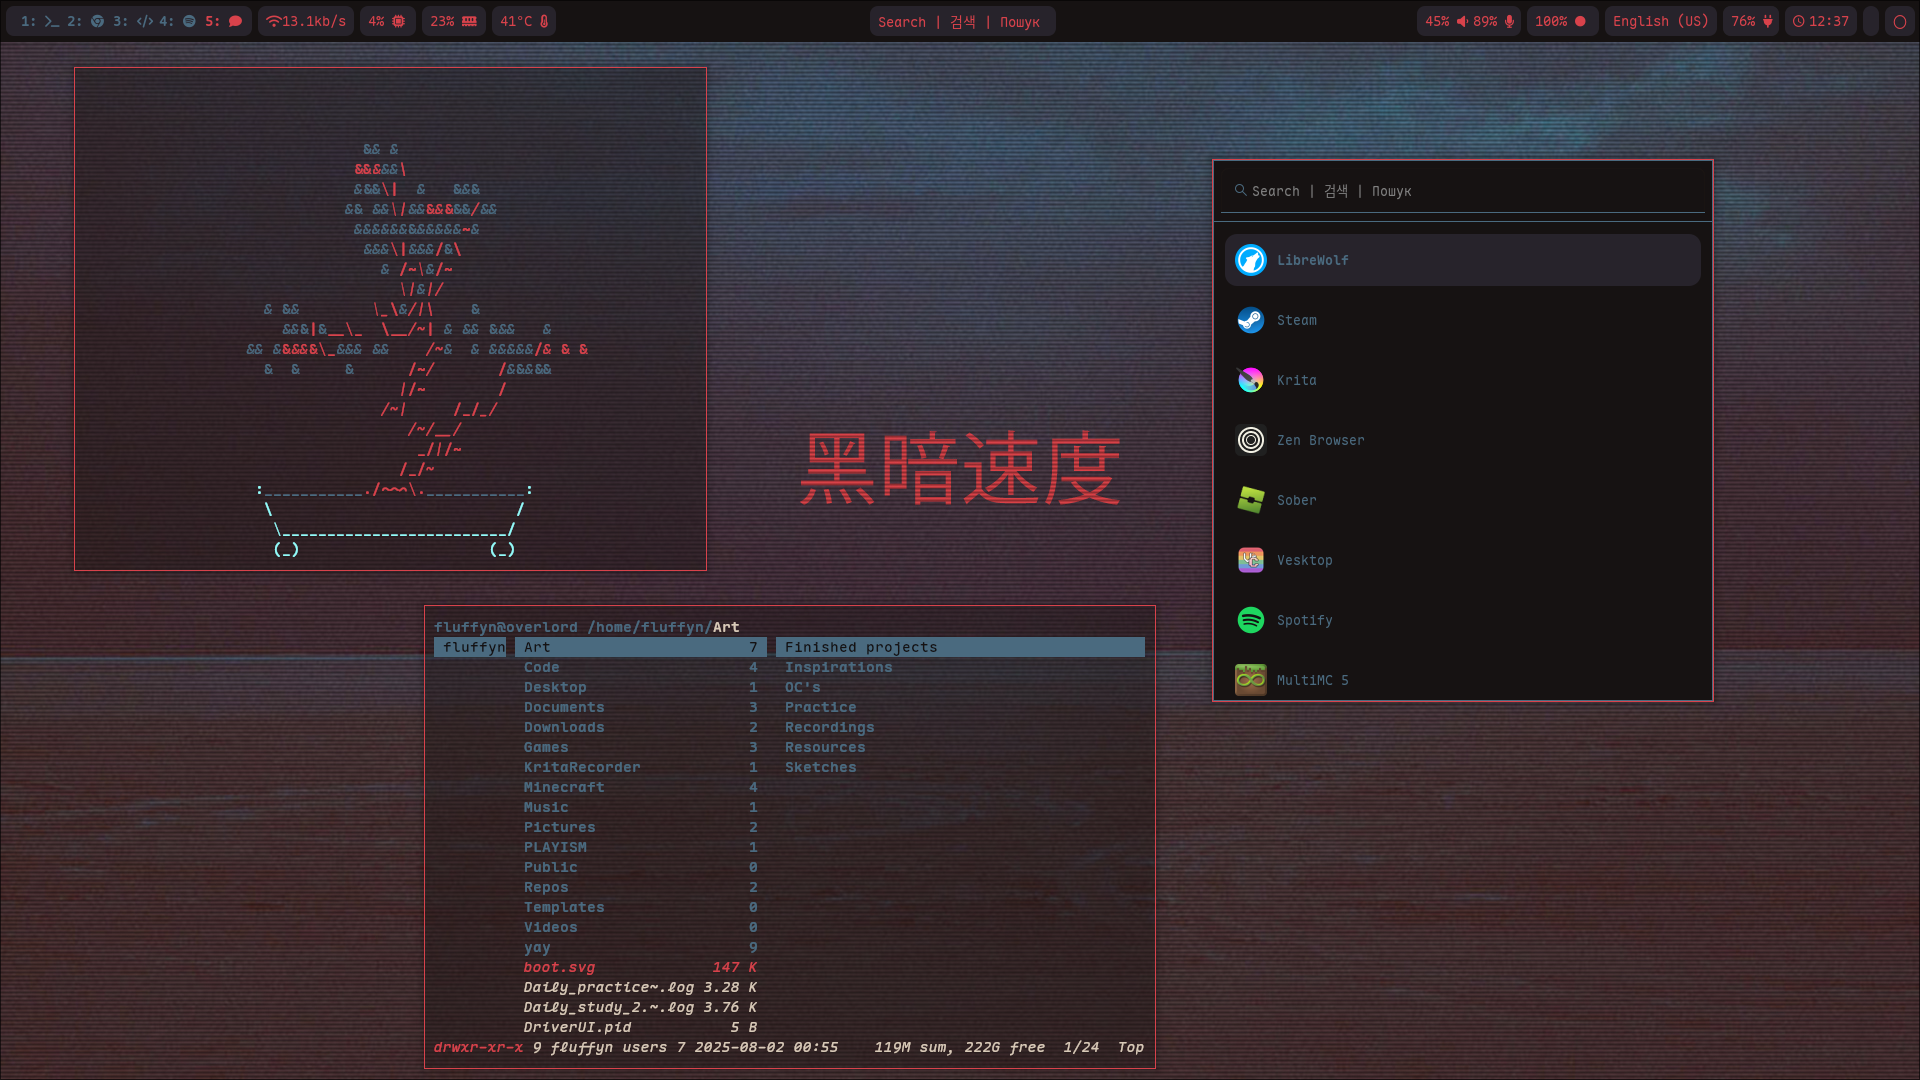 1: 2: 3: 4: 5: 13.1kb/s 4% 23% 41°C Search | 검색 | Пошук 45% 89% 100% English (US) 76% 12:37
&& &
&&&&&\
&&&\| & &&&
&& &&\|&&&&&&&/&&
&&&&&&&&&&&&~&
&&&\|&&&/&\
& /~\&/~
\|&|/
& && \_\&/|\ &
&&&|&__\_ \__/~| & && &&& &
&& &&&&&\_&&& && /~& & &&&&&/& & &
& & & /~/ /&&&&&
|/~ /
/~| /_/_/
/~/__/
_/|/~
/_/~
:___________./~~~\.___________:
\ /
\_________________________/
(_) (_)
黑暗速度
Search | 검색 | Пошук
LibreWolf
Steam
Krita
Zen Browser
Sober
Vesktop
Spotify
MultiMC 5
fluffyn@overlord /home/fluffyn/Art
fluffyn Art 7 Finished projects
Code 4 Inspirations
Desktop 1 OC's
Documents 3 Practice
Downloads 2 Recordings
Games 3 Resources
KritaRecorder 1 Sketches
Minecraft 4
Music 1
Pictures 2
PLAYISM 1
Public 0
Repos 2
Templates 0
Videos 0
yay 9
boot.svg 147 K
Daily_practice~.log 3.28 K
Daily_study_2.~.log 3.76 K
DriverUI.pid 5 B
drwxr-xr-x 9 fluffyn users 7 2025-08-02 00:55 119M sum, 222G free 1/24 Top